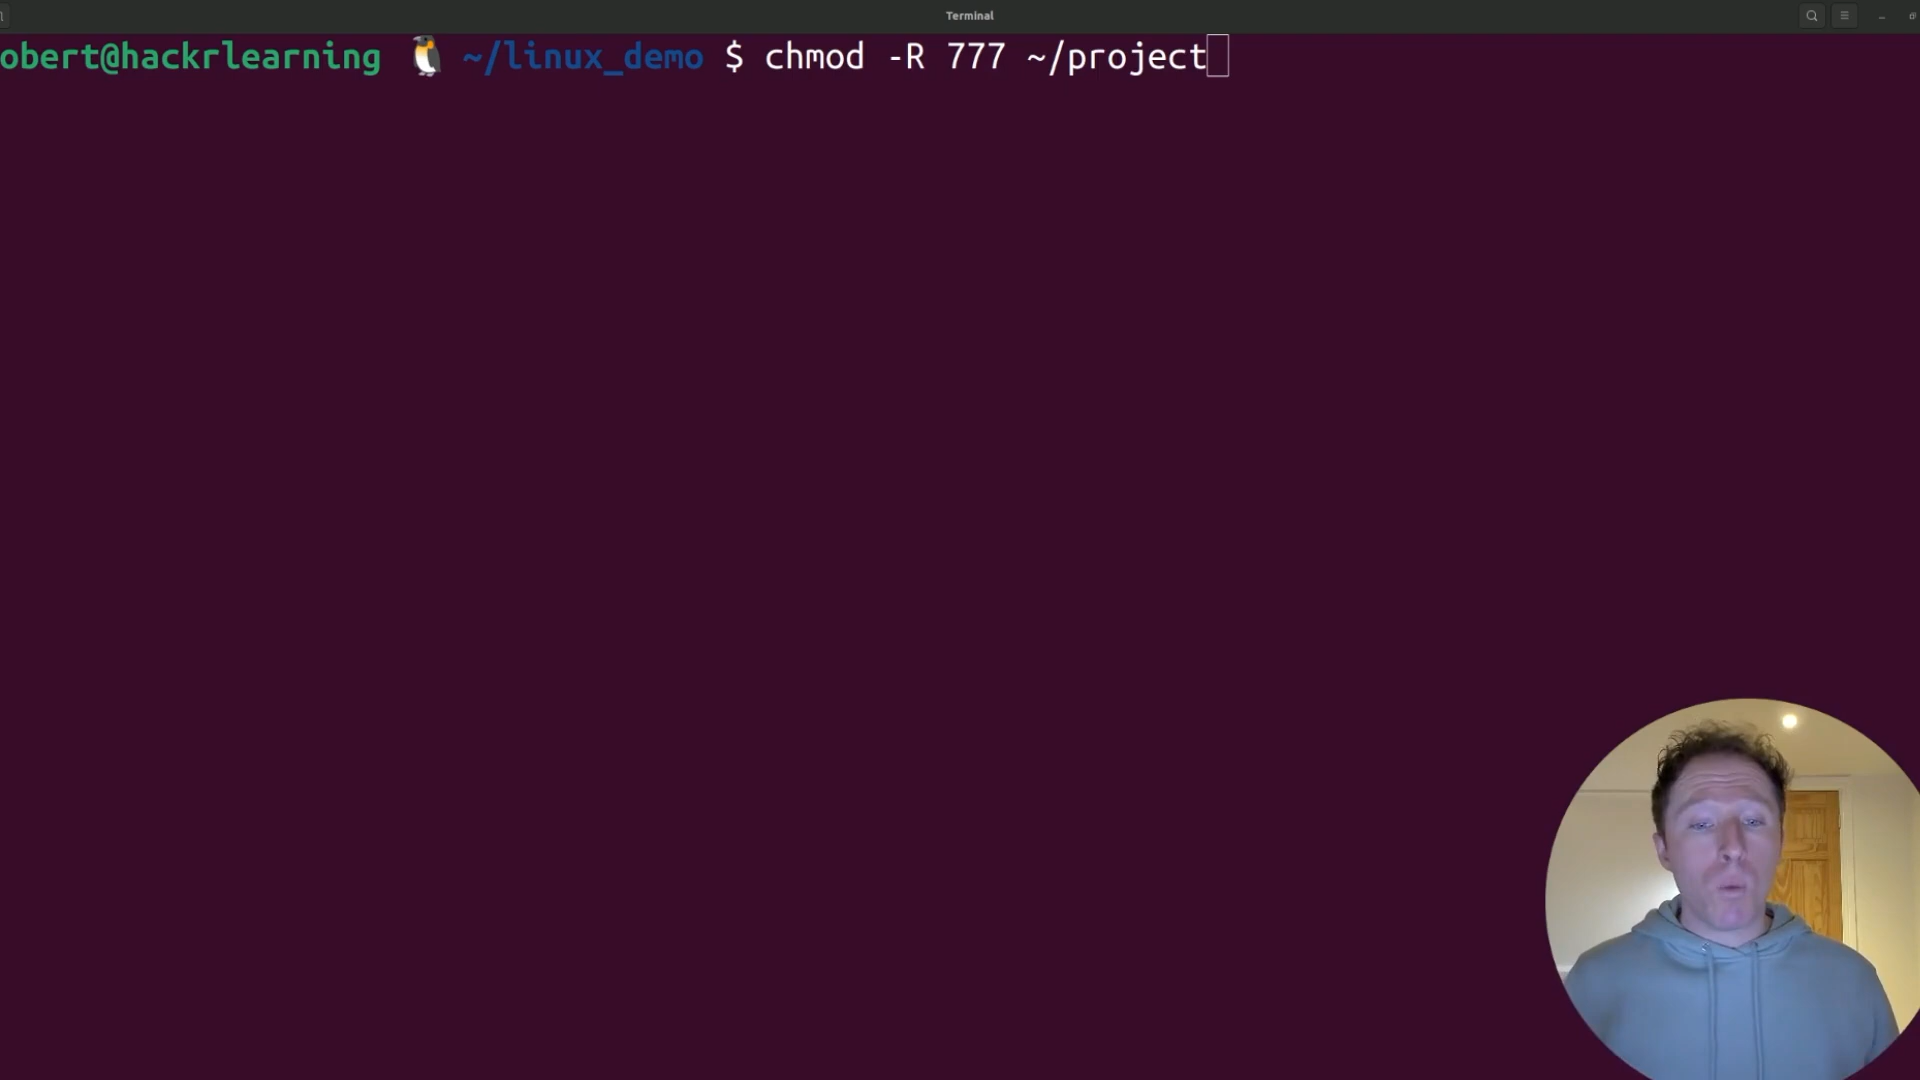 Terminal
obert@hackrlearning 🐧 ~/linux_demo $ chmod -R 777 ~/project